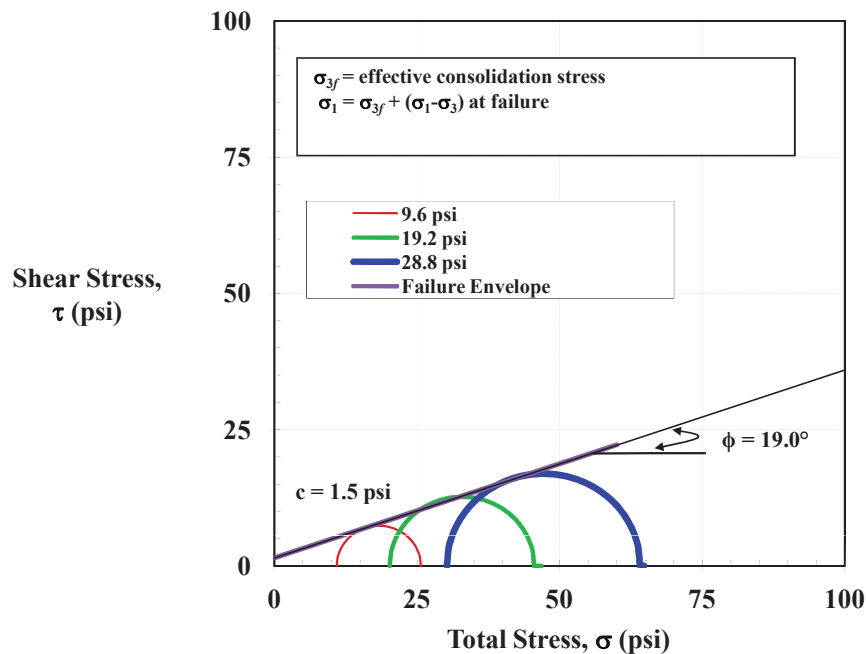 100
σ3f = effective consolidation stress
σ1 = σ3f + (σ1-σ3) at failure
75
9.6 psi
19.2 psi
28.8 psi
Failure Envelope
Shear Stress,
τ (psi)
50
25
ϕ = 19.0°
c = 1.5 psi
0
0 25 50 75 100
Total Stress, σ (psi)